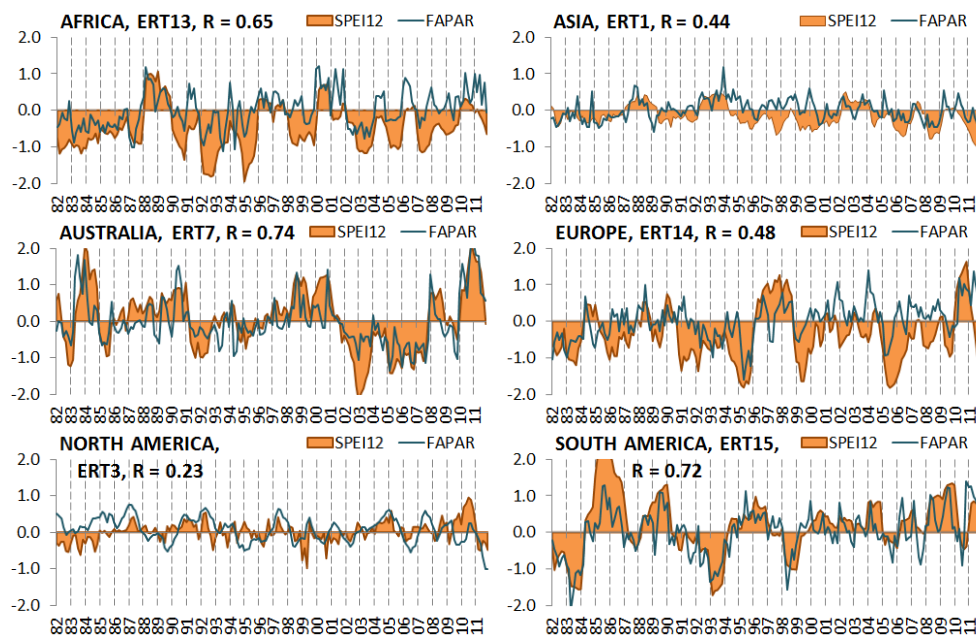 AFRICA, ERT13, R = 0.65
SPEI12 FAPAR
2.0
1.0
0.0
-1.0
-2.0
82 83 84 85 86 87 88 89 90 91 92 93 94 95 96 97 98 99 00 01 02 03 04 05 06 07 08 09 10 11
ASIA, ERT1, R = 0.44
SPEI12 FAPAR
2.0
1.0
0.0
-1.0
-2.0
82 83 84 85 86 87 88 89 90 91 92 93 94 95 96 97 98 99 00 01 02 03 04 05 06 07 08 09 10 11
AUSTRALIA, ERT7, R = 0.74
SPEI12 FAPAR
2.0
1.0
0.0
-1.0
-2.0
82 83 84 85 86 87 88 89 90 91 92 93 94 95 96 97 98 99 00 01 02 03 04 05 06 07 08 09 10 11
EUROPE, ERT14, R = 0.48
SPEI12 FAPAR
2.0
1.0
0.0
-1.0
-2.0
82 83 84 85 86 87 88 89 90 91 92 93 94 95 96 97 98 99 00 01 02 03 04 05 06 07 08 09 10 11
NORTH AMERICA,
ERT3, R = 0.23
SPEI12 FAPAR
2.0
1.0
0.0
-1.0
-2.0
82 83 84 85 86 87 88 89 90 91 92 93 94 95 96 97 98 99 00 01 02 03 04 05 06 07 08 09 10 11
SOUTH AMERICA, ERT15,
R = 0.72
SPEI12 FAPAR
2.0
1.0
0.0
-1.0
-2.0
82 83 84 85 86 87 88 89 90 91 92 93 94 95 96 97 98 99 00 01 02 03 04 05 06 07 08 09 10 11